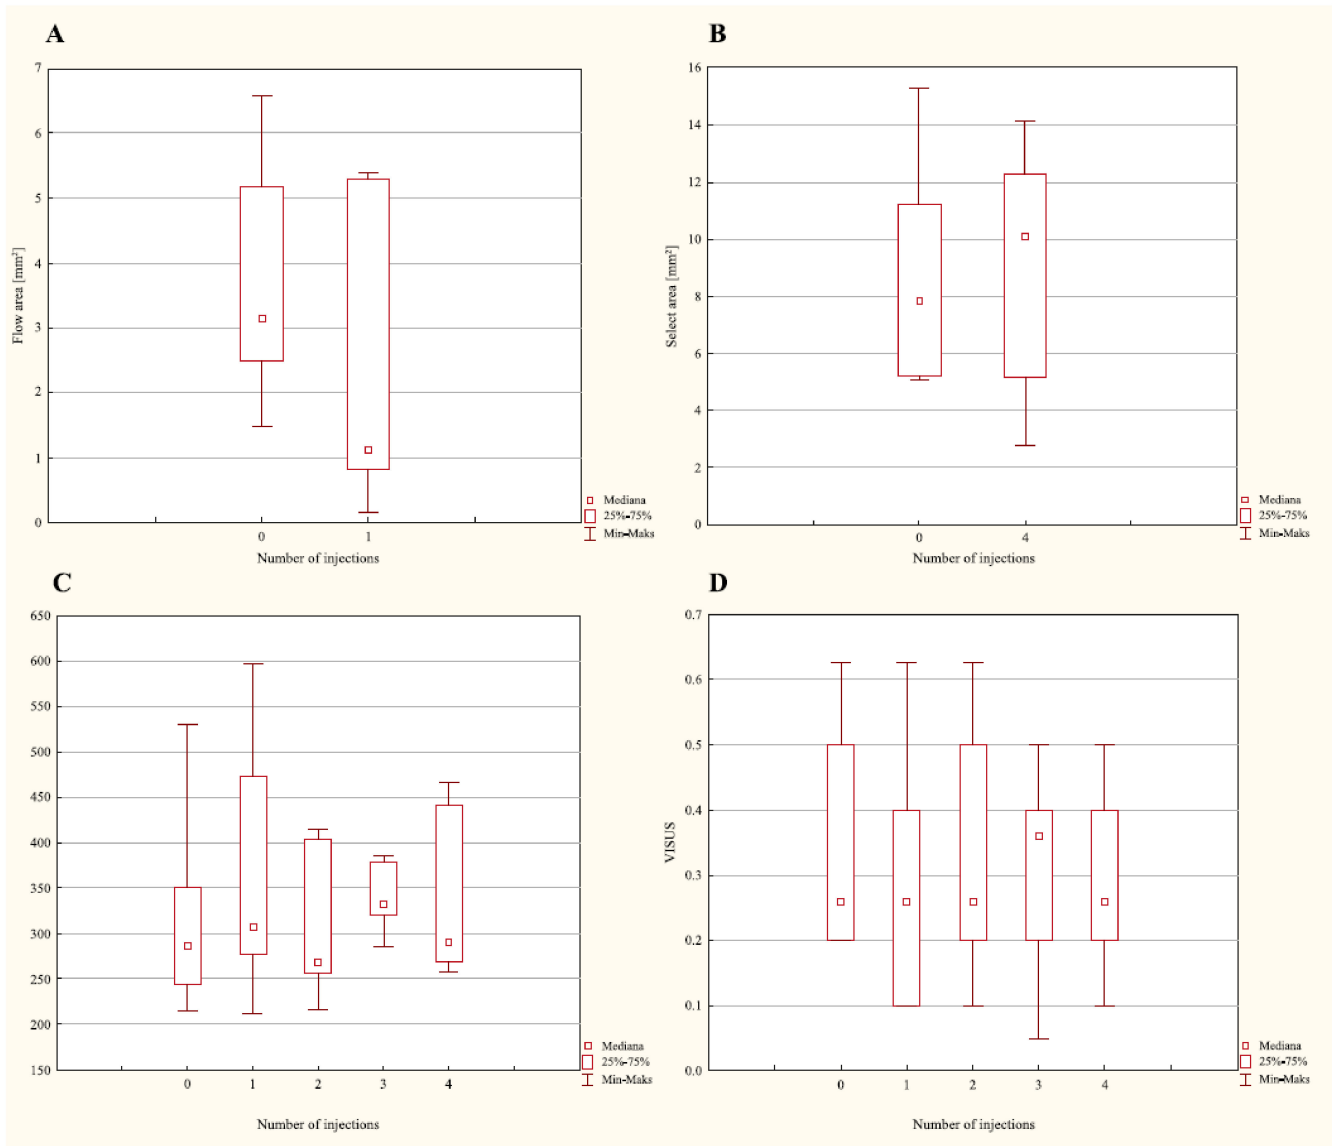 A
7
6
5
4
3
2
1
0
Flow area [mm²]
0 1
Number of injections
Mediana
25%-75%
Min-Maks
B
16
14
12
10
8
6
4
2
0
Select area [mm²]
0 4
Number of injections
Mediana
25%-75%
Min-Maks
C
650
600
550
500
450
400
350
300
250
200
150
0 1 2 3 4
Number of injections
Mediana
25%-75%
Min-Maks
D
0.7
0.6
0.5
0.4
0.3
0.2
0.1
0.0
VISUS
0 1 2 3 4
Number of injections
Mediana
25%-75%
Min-Maks